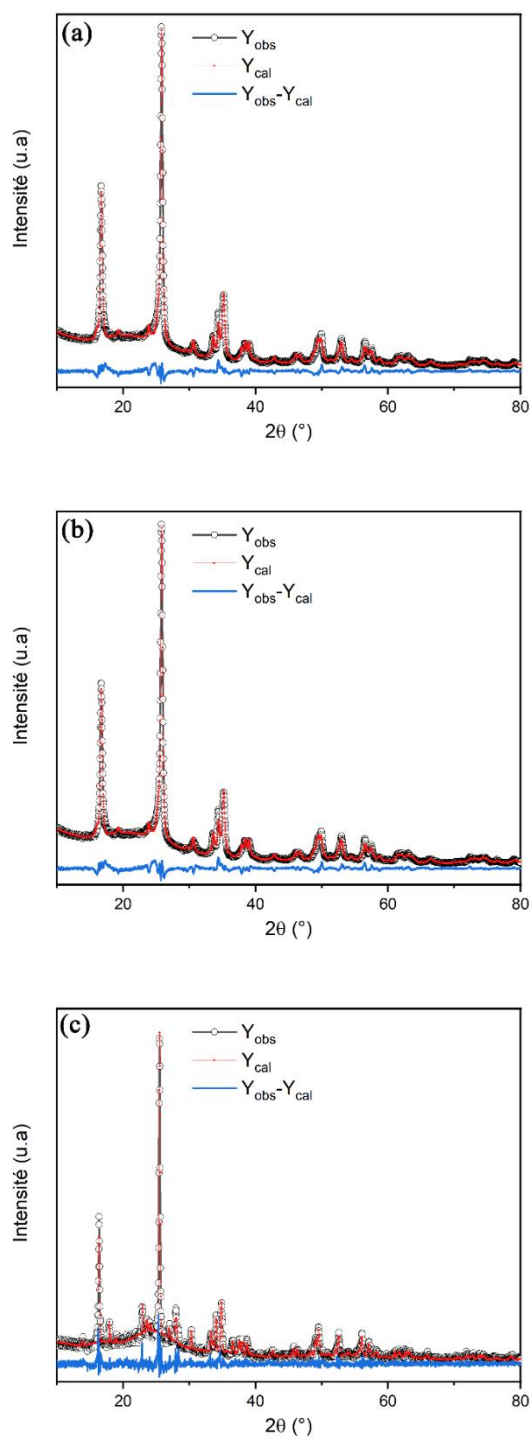 (a)
Yobs
Ycal
Yobs-Ycal
Intensité (u.a)
20 40 60 80
2θ (°)
(b)
Yobs
Ycal
Yobs-Ycal
Intensité (u.a)
20 40 60 80
2θ (°)
(c)
Yobs
Ycal
Yobs-Ycal
Intensité (u.a)
20 40 60 80
2θ (°)